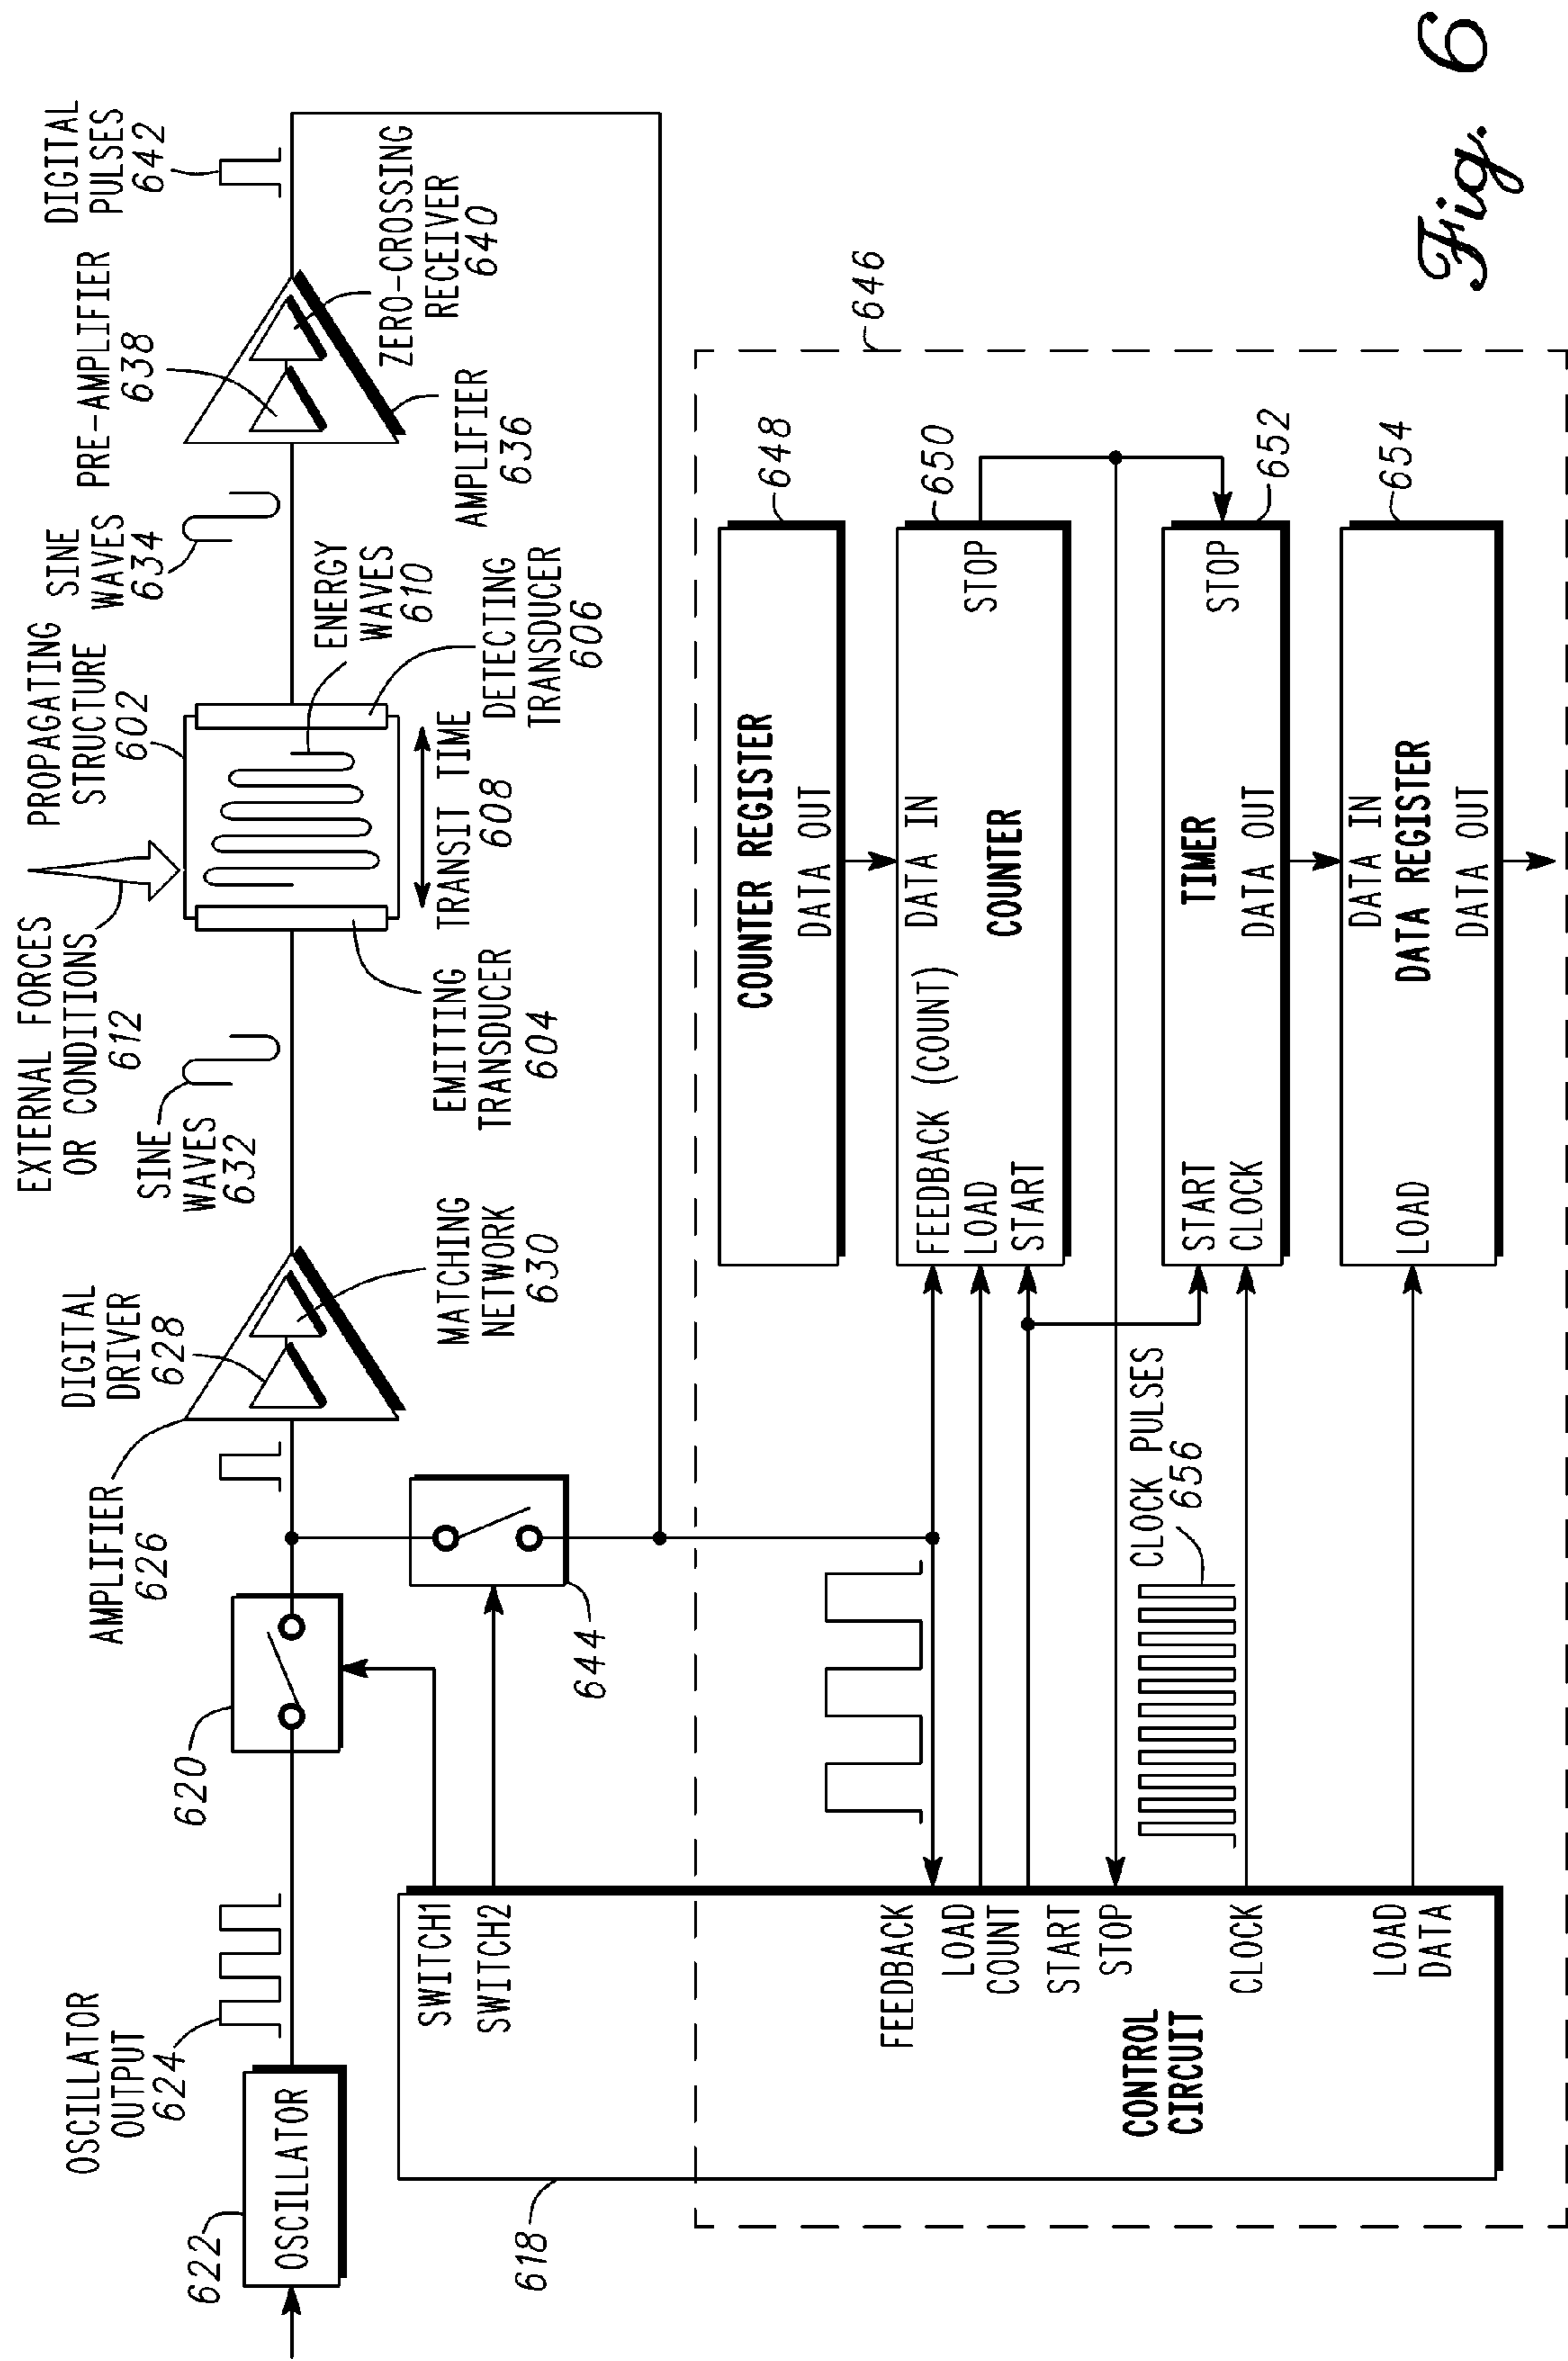 EXTERNAL FORCES
OR CONDITIONS
612
PROPAGATING
STRUCTURE
602
SINE
WAVES
634
PRE-AMPLIFIER
638
DIGITAL
PULSES
642
OSCILLATOR
OUTPUT
624
620
AMPLIFIER
626
DIGITAL
DRIVER
628
SINE
WAVES
632
622
OSCILLATOR
MATCHING
NETWORK
630
EMITTING
TRANSDUCER
604
TRANSIT TIME
608
ENERGY
WAVES
610
DETECTING
TRANSDUCER
606
AMPLIFIER
636
ZERO-CROSSING
RECEIVER
640
644
618
SWITCH1
SWITCH2
FEEDBACK
LOAD
COUNT
START
STOP
CLOCK
LOAD
DATA
CONTROL
CIRCUIT
CLOCK PULSES
656
646
COUNTER REGISTER
DATA OUT
648
FEEDBACK (COUNT)
LOAD
START
DATA IN
COUNTER
STOP
650
START
CLOCK
TIMER
DATA OUT
STOP
652
LOAD
DATA IN
DATA REGISTER
DATA OUT
654
Fig. 6